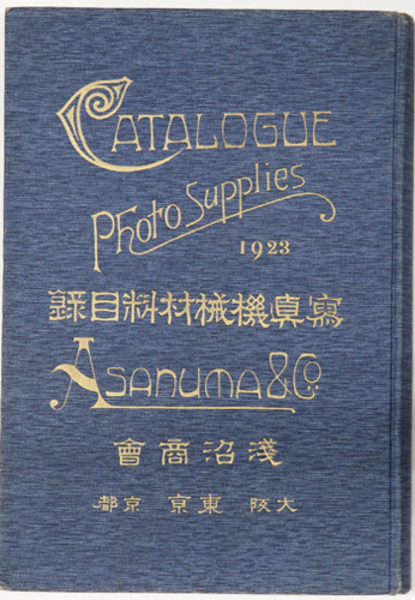 CATALOGUE
Photo Supplies
1923
寫眞機械材料目錄
ASANUMA & Co.
淺沼商會
大阪 東京 京都